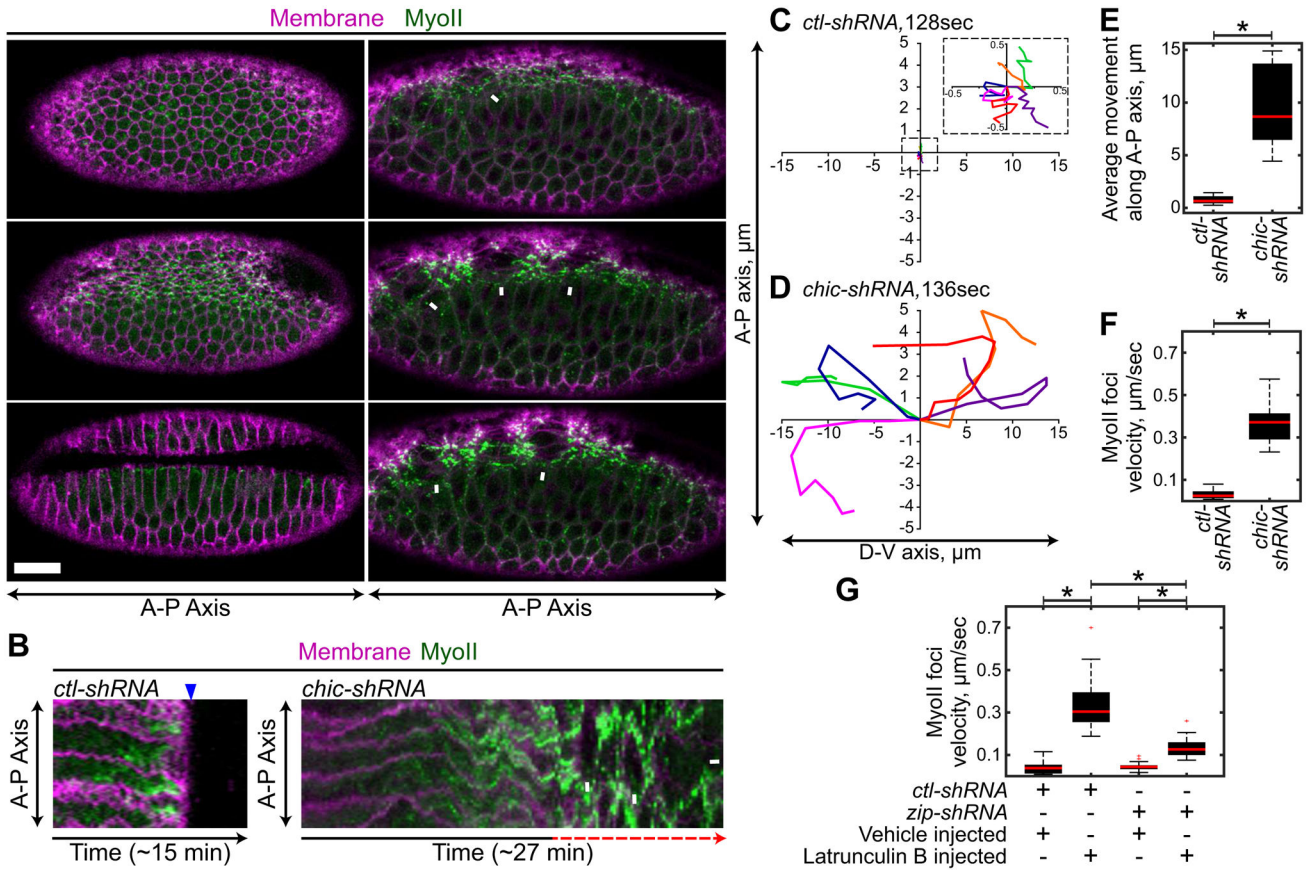 Membrane MyoII
A-P Axis
A-P Axis
B
Membrane MyoII
ctl-shRNA
chic-shRNA
A-P Axis
A-P Axis
Time (~15 min)
Time (~27 min)
C ctl-shRNA,128sec
5
4
3
2
1
-15 -10 -5 5 10 15
-1
-2
-3
-4
-5
0.5
-0.5 0.5
-0.5
A-P axis, µm
D chic-shRNA,136sec
5
4
3
2
1
-15 -10 -5 5 10 15
-1
-2
-3
-4
-5
D-V axis, µm
E
*
Average movement
along A-P axis, µm
15
10
5
0
ctl-
shRNA
chic-
shRNA
F
*
MyoII foci
velocity, µm/sec
0.7
0.5
0.3
0.1
ctl-
shRNA
chic-
shRNA
G
*
* *
MyoII foci
velocity, µm/sec
0.7
0.5
0.3
0.1
ctl-shRNA + + - -
zip-shRNA - - + +
Vehicle injected + - + -
Latrunculin B injected - + - +